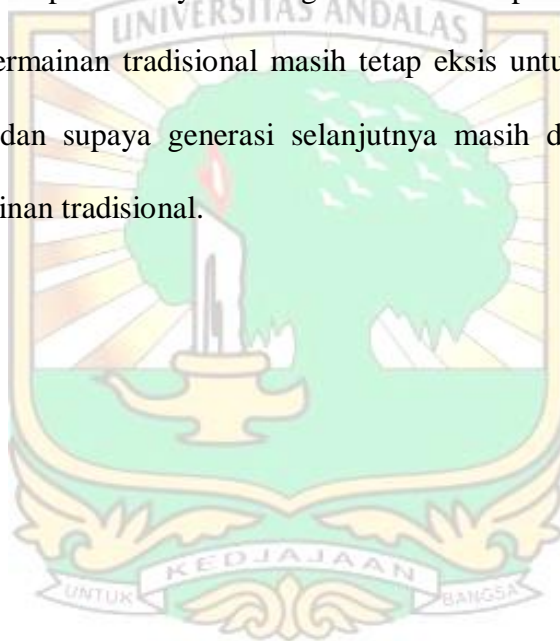 UNIVERSITAS ANDALAS
ermainan tradisional masih tetap eksis untu
dan supaya generasi selanjutnya masih d
inan tradisional.
KEDJAJAAN
UNTUK
BANGSA